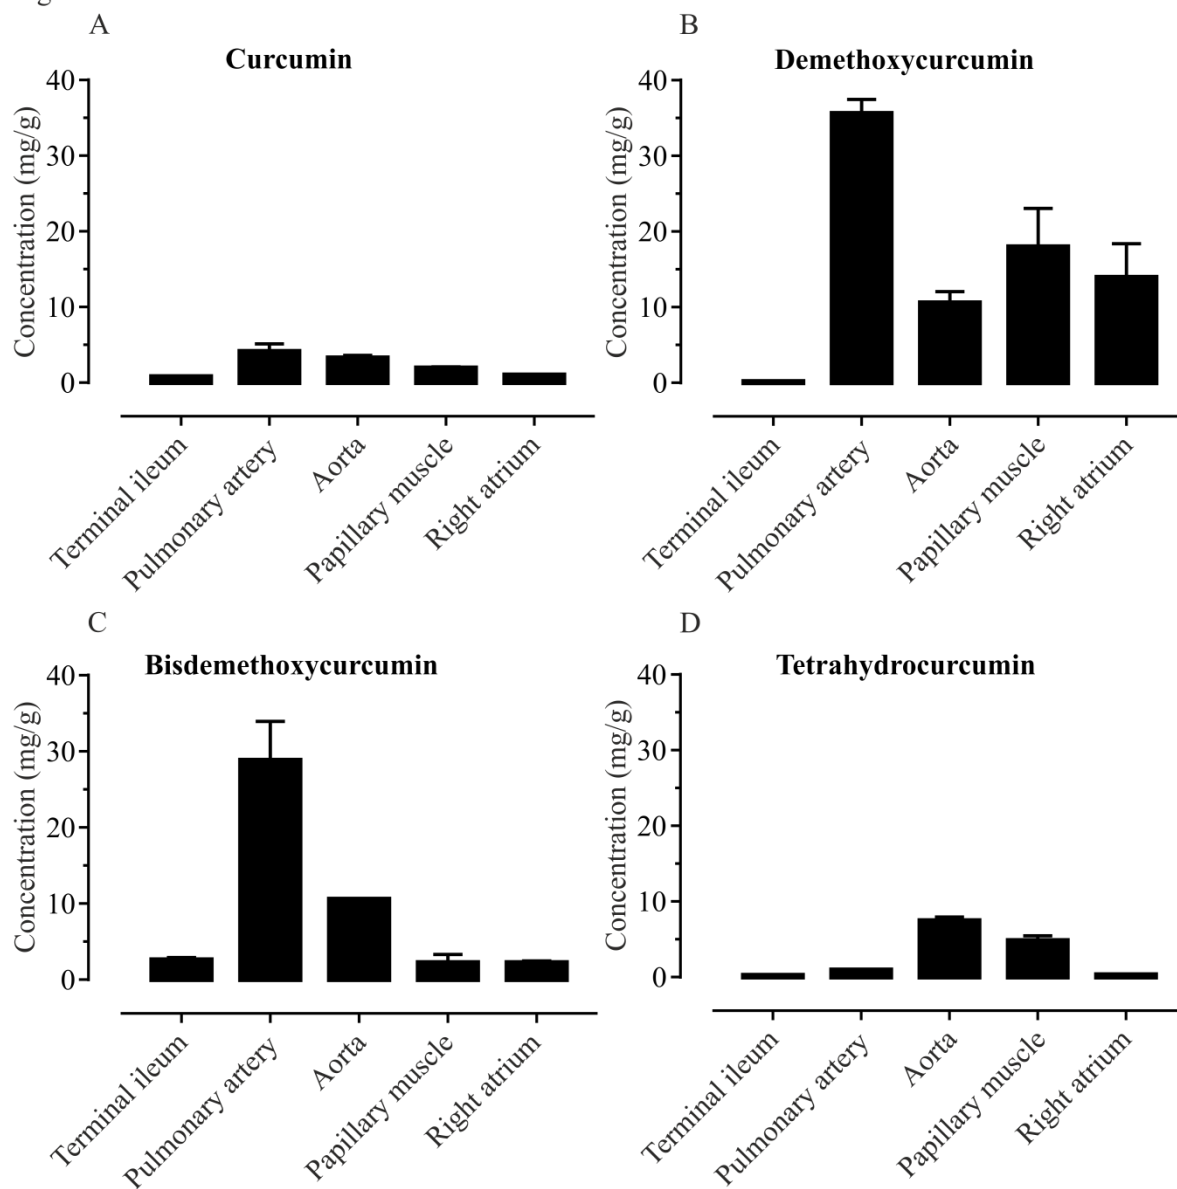 A
Curcumin
Concentration (mg/g)
40
30
20
10
0
Terminal ileum
Pulmonary artery
Aorta
Papillary muscle
Right atrium
B
Demethoxycurcumin
Concentration (mg/g)
40
30
20
10
0
Terminal ileum
Pulmonary artery
Aorta
Papillary muscle
Right atrium
C
Bisdemethoxycurcumin
Concentration (mg/g)
40
30
20
10
0
Terminal ileum
Pulmonary artery
Aorta
Papillary muscle
Right atrium
D
Tetrahydrocurcumin
Concentration (mg/g)
40
30
20
10
0
Terminal ileum
Pulmonary artery
Aorta
Papillary muscle
Right atrium